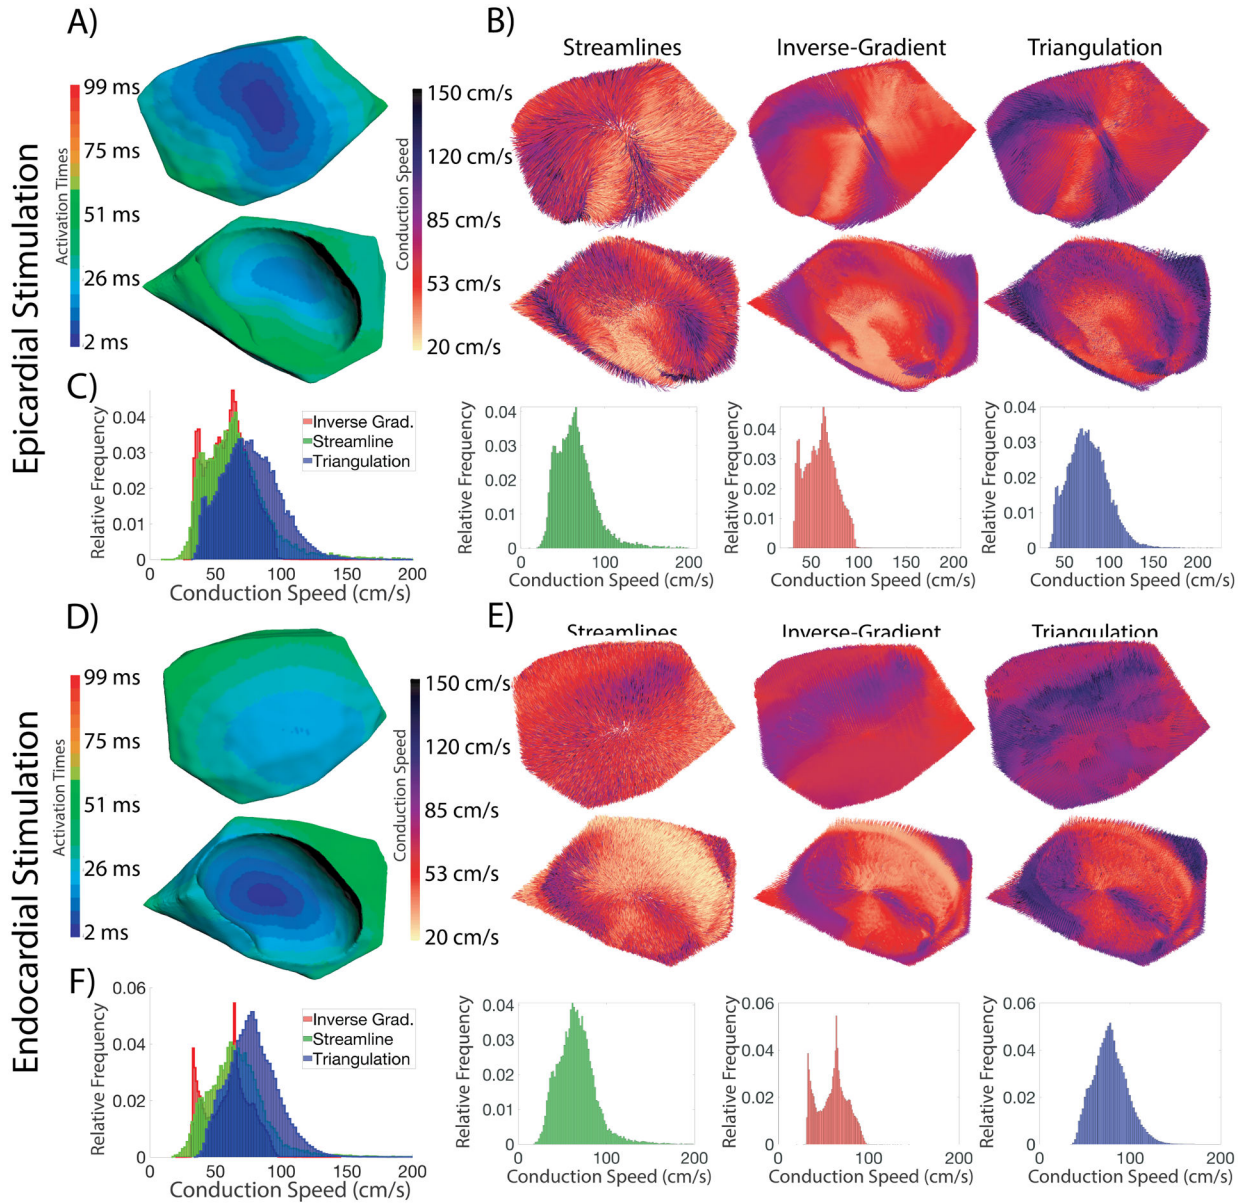 Epicardial Stimulation
A)
99 ms
75 ms
51 ms
26 ms
2 ms
Activation Times
150 cm/s
120 cm/s
85 cm/s
53 cm/s
20 cm/s
Conduction Speed
B)
Streamlines
Inverse-Gradient
Triangulation
C)
Relative Frequency
0.04
0.03
0.02
0.01
0
0 50 100 150 200
Conduction Speed (cm/s)
Inverse Grad.
Streamline
Triangulation
Relative Frequency
0.04
0.03
0.02
0.01
0
0 50 100 150 200
Conduction Speed (cm/s)
Relative Frequency
0.04
0.03
0.02
0.01
0
50 100 150 200
Conduction Speed (cm/s)
Relative Frequency
0.04
0.03
0.02
0.01
0
50 100 150 200
Conduction Speed (cm/s)
Endocardial Stimulation
D)
99 ms
75 ms
51 ms
26 ms
2 ms
Activation Times
150 cm/s
120 cm/s
85 cm/s
53 cm/s
20 cm/s
Conduction Speed
E)
Streamlines
Inverse-Gradient
Triangulation
F)
Relative Frequency
0.06
0.04
0.02
0
0 50 100 150 200
Conduction Speed (cm/s)
Inverse Grad.
Streamline
Triangulation
Relative Frequency
0.04
0.03
0.02
0.01
0
0 100 200
Conduction Speed (cm/s)
Relative Frequency
0.06
0.04
0.02
0
0 100 200
Conduction Speed (cm/s)
Relative Frequency
0.06
0.04
0.02
0
0 100 200
Conduction Speed (cm/s)